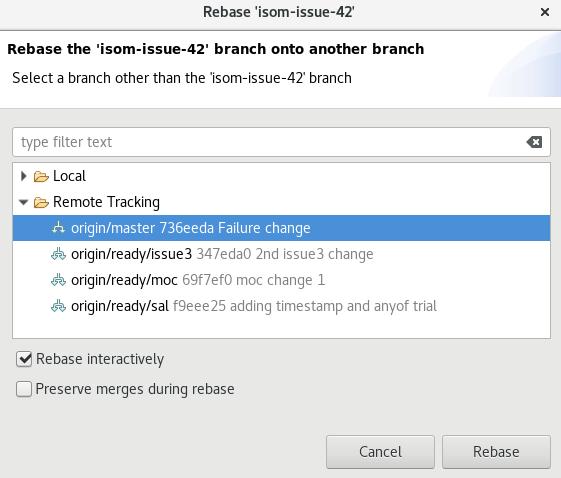 Rebase 'isom-issue-42'
Rebase the 'isom-issue-42' branch onto another branch
Select a branch other than the 'isom-issue-42' branch
type filter text
Local
Remote Tracking
origin/master 736eeda Failure change
origin/ready/issue3 347eda0 2nd issue3 change
origin/ready/moc 69f7ef0 moc change 1
origin/ready/sal f9eee25 adding timestamp and anyof trial
Rebase interactively
Preserve merges during rebase
Cancel Rebase